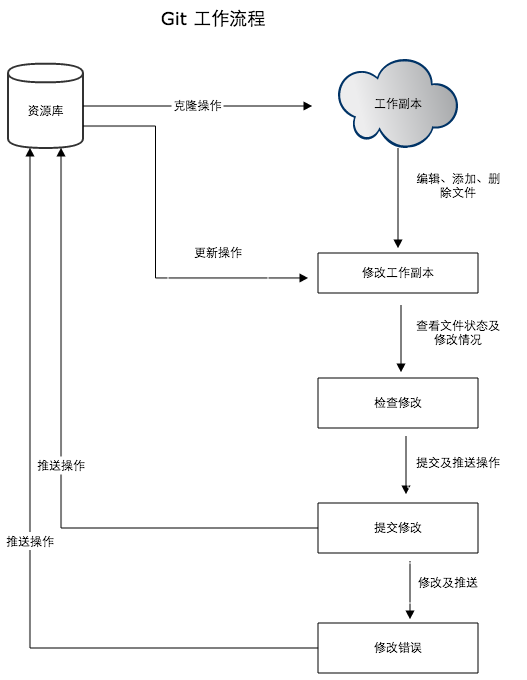 Git 工作流程
资源库
克隆操作
工作副本
编辑、添加、删
除文件
更新操作
修改工作副本
查看文件状态及
修改情况
检查修改
推送操作
提交及推送操作
提交修改
推送操作
修改及推送
修改错误